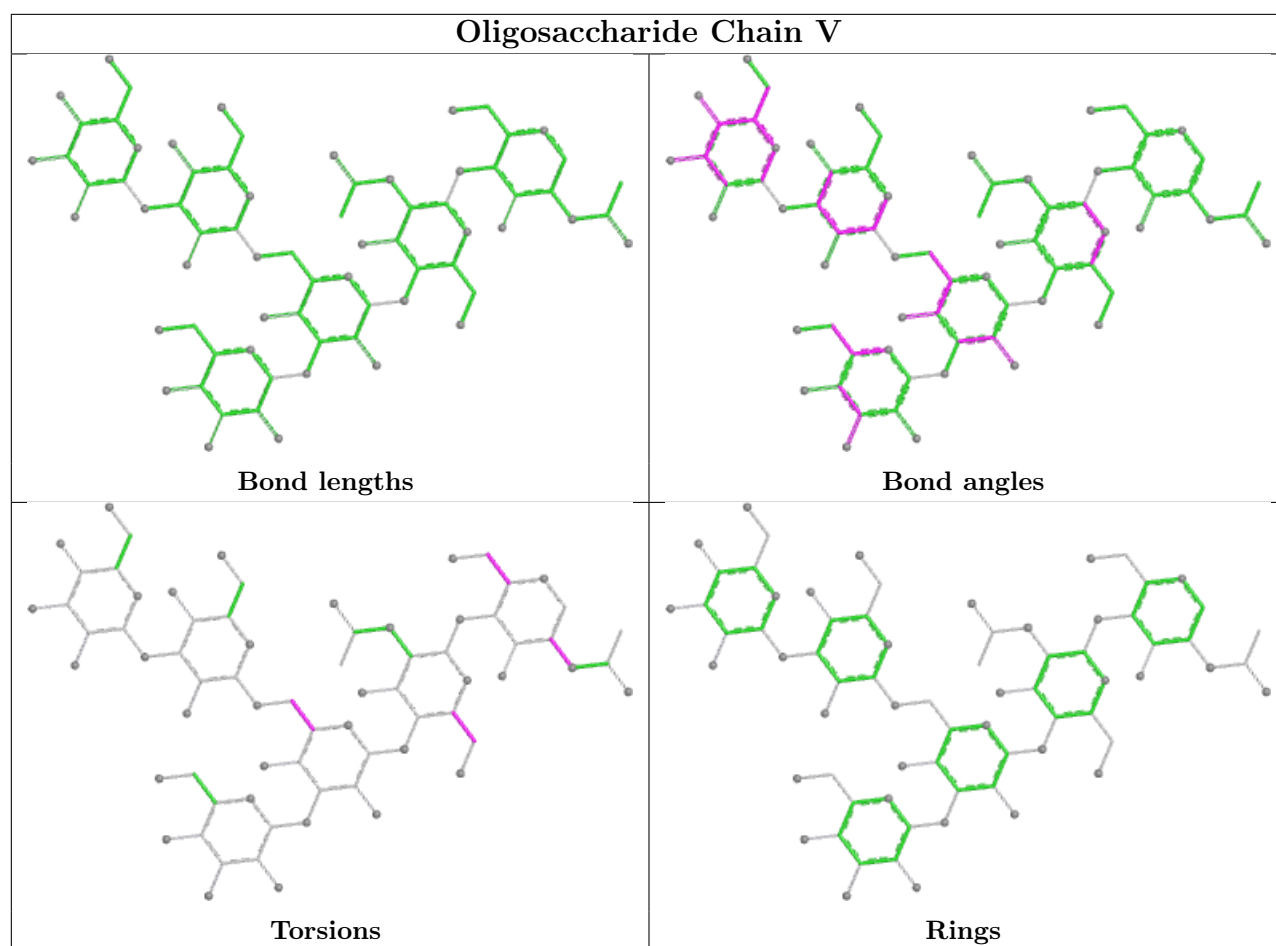 Oligosaccharide Chain V
Bond lengths
Bond angles
Torsions
Rings